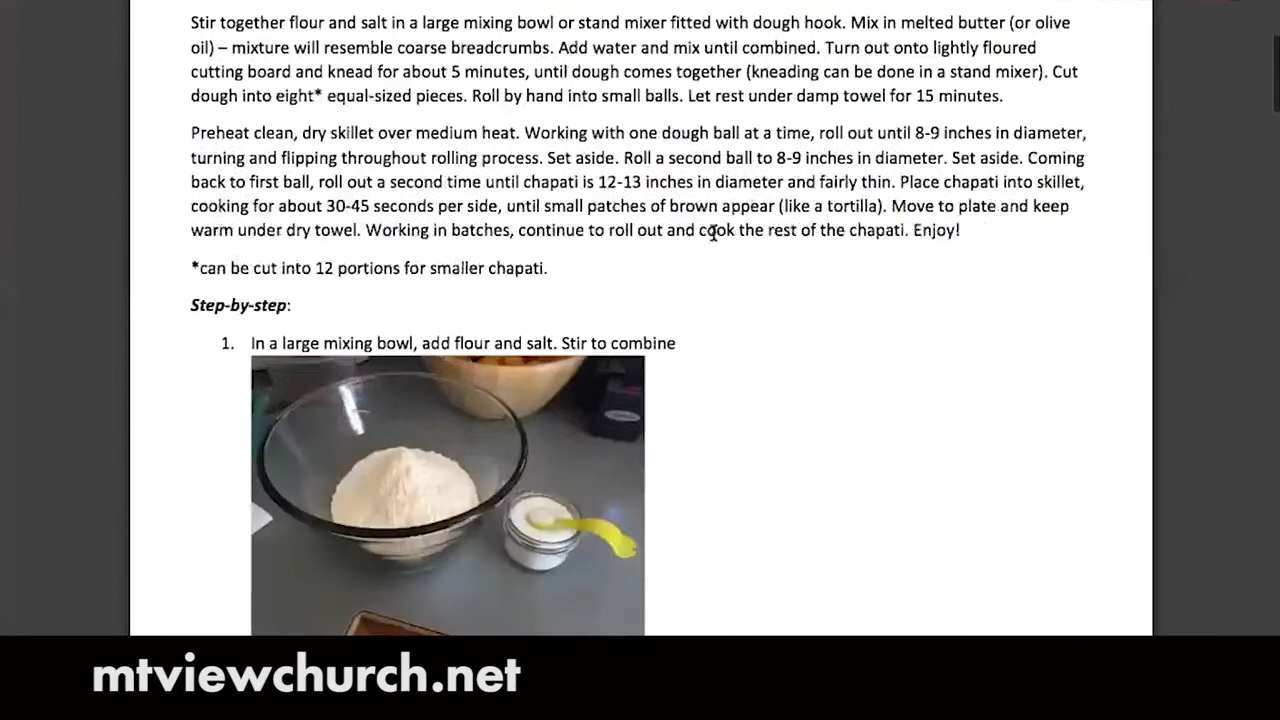 Stir together flour and salt in a large mixing bowl or stand mixer fitted with dough hook. Mix in melted butter (or olive
oil) – mixture will resemble coarse breadcrumbs. Add water and mix until combined. Turn out onto lightly floured
cutting board and knead for about 5 minutes, until dough comes together (kneading can be done in a stand mixer). Cut
dough into eight* equal-sized pieces. Roll by hand into small balls. Let rest under damp towel for 15 minutes.
Preheat clean, dry skillet over medium heat. Working with one dough ball at a time, roll out until 8-9 inches in diameter,
turning and flipping throughout rolling process. Set aside. Roll a second ball to 8-9 inches in diameter. Set aside. Coming
back to first ball, roll out a second time until chapati is 12-13 inches in diameter and fairly thin. Place chapati into skillet,
cooking for about 30-45 seconds per side, until small patches of brown appear (like a tortilla). Move to plate and keep
warm under dry towel. Working in batches, continue to roll out and cook the rest of the chapati. Enjoy!
*can be cut into 12 portions for smaller chapati.
Step-by-step:
1. In a large mixing bowl, add flour and salt. Stir to combine
mtviewchurch.net